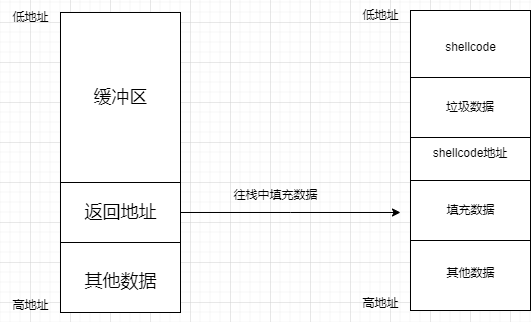 低地址
缓冲区
返回地址
其他数据
高地址
往栈中填充数据
低地址
shellcode
垃圾数据
shellcode地址
填充数据
其他数据
高地址